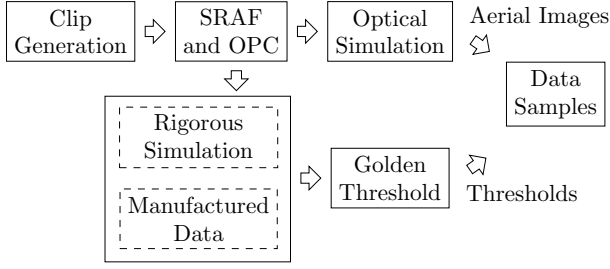 Clip
Generation
SRAF
and OPC
Optical
Simulation
Aerial Images
Data
Samples
Rigorous
Simulation
Manufactured
Data
Golden
Threshold
Thresholds